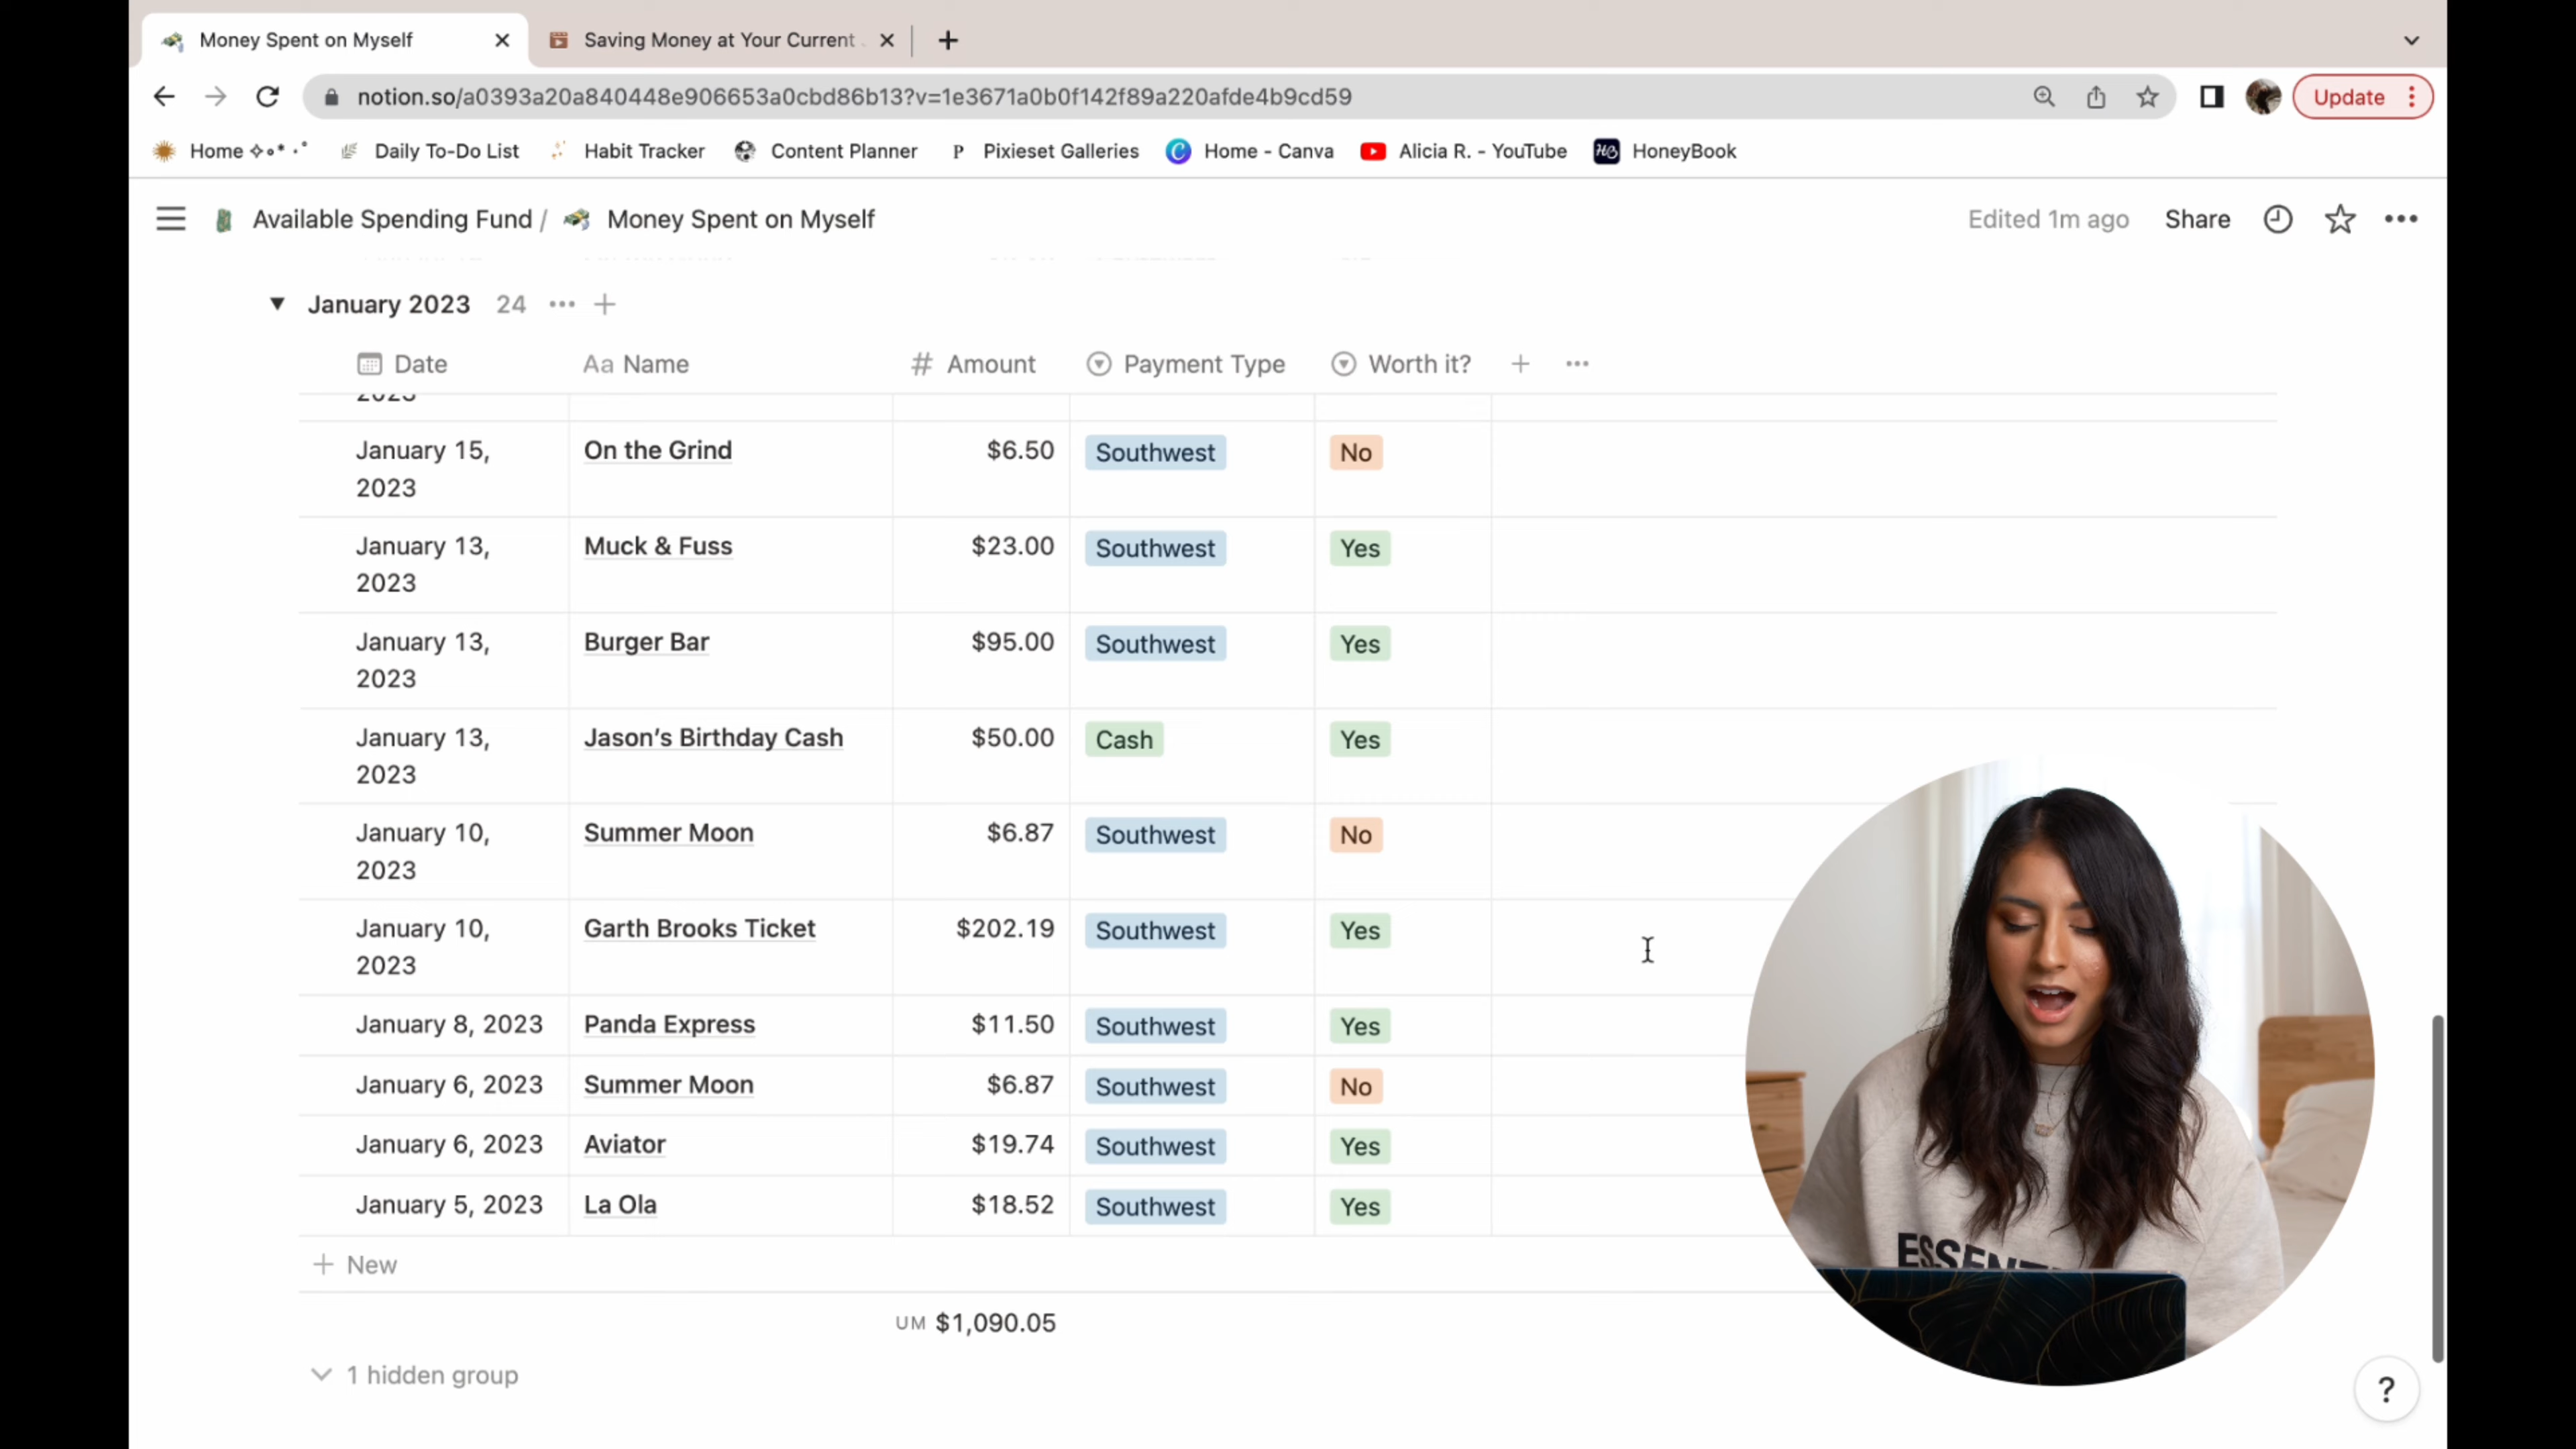 Money Spent on Myself
Saving Money at Your Current
notion.so/a0393a20a840448e906653a0cbd86b13?v=1e3671a0b0f142f89a220afde4b9cd59
Update
Home
Daily To-Do List
Habit Tracker
Content Planner
P Pixieset Galleries
C Home - Canva
Alicia R. - YouTube
HB HoneyBook
Available Spending Fund / Money Spent on Myself
Edited 1m ago Share
January 2023 24
Date Aa Name # Amount Payment Type Worth it?
2023
January 15, 2023 On the Grind $6.50 Southwest No
January 13, 2023 Muck & Fuss $23.00 Southwest Yes
January 13, 2023 Burger Bar $95.00 Southwest Yes
January 13, 2023 Jason's Birthday Cash $50.00 Cash Yes
January 10, 2023 Summer Moon $6.87 Southwest No
January 10, 2023 Garth Brooks Ticket $202.19 Southwest Yes
January 8, 2023 Panda Express $11.50 Southwest Yes
January 6, 2023 Summer Moon $6.87 Southwest No
January 6, 2023 Aviator $19.74 Southwest Yes
January 5, 2023 La Ola $18.52 Southwest Yes
+ New
UM $1,090.05
1 hidden group
?